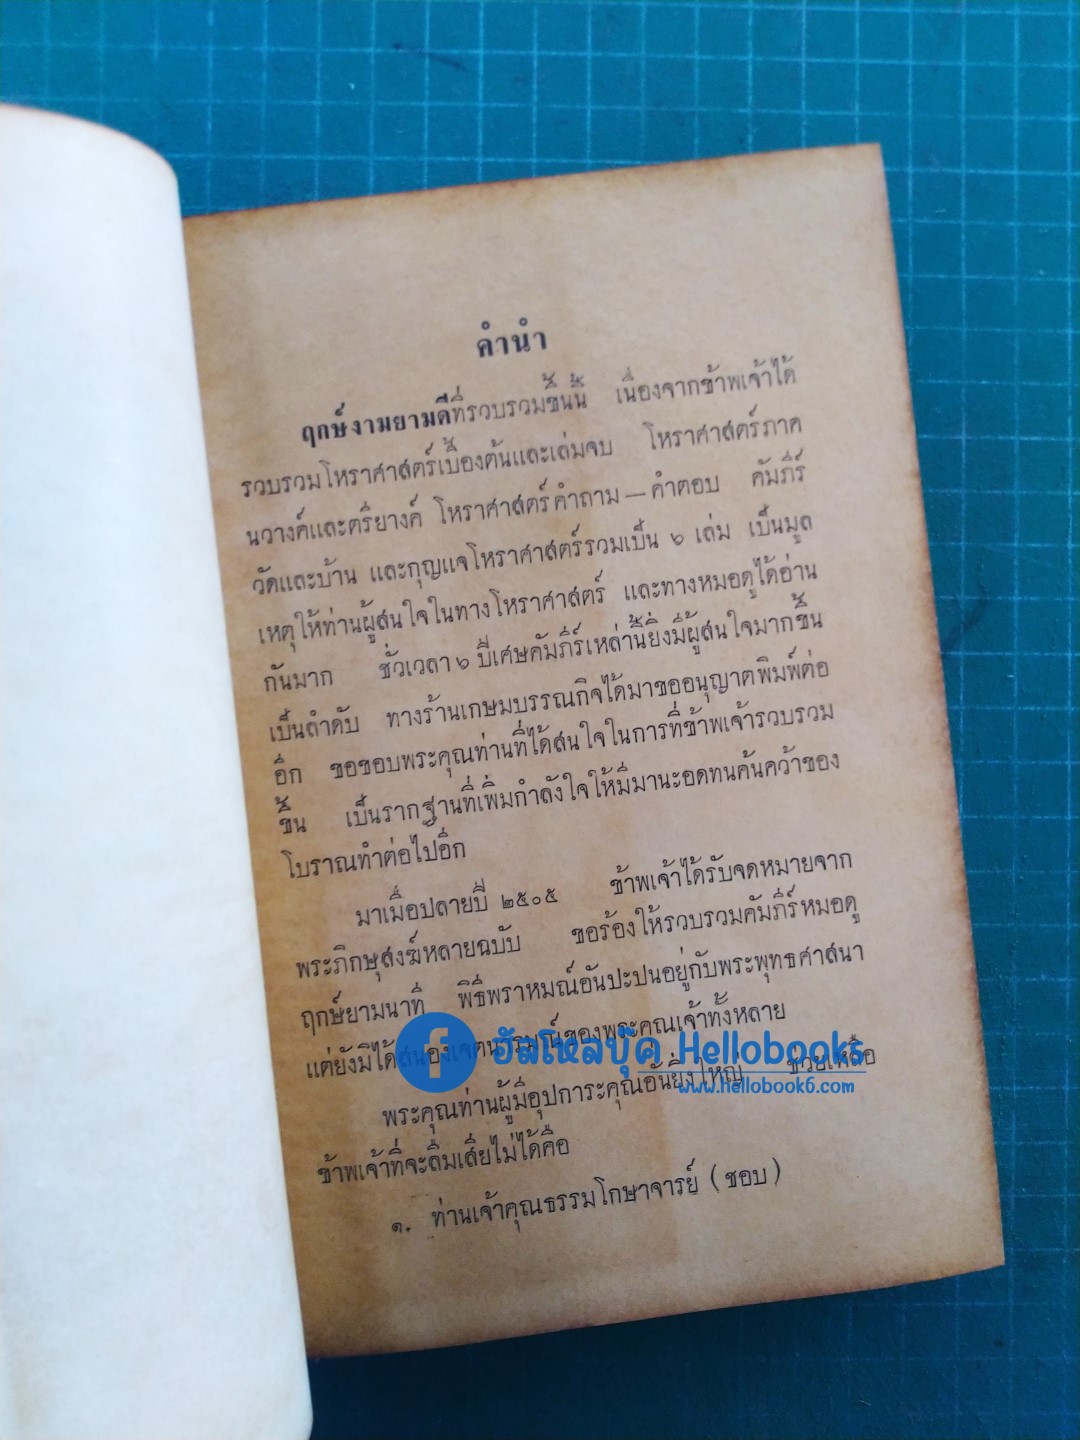 คำนำ
ฤกษ์งามยามดีที่รวบรวมขึ้นนี้ เนื่องจากข้าพเจ้าได้
รวบรวมโหราศาสตร์เบื้องต้นและเล่มจบ โหราศาสตร์ภาค
นวางค์และตรียางค์ โหราศาสตร์คำถาม – คำตอบ คัมภีร์
วัดและบ้าน และกุญแจโหราศาสตร์รวมเป็น ๖ เล่ม เป็นมูล
เหตุให้ท่านผู้สนใจในทางโหราศาสตร์ และทางหมอดูได้อ่าน
กันมาก ชั่วเวลา ๖ ปีเศษคัมภีร์เหล่านี้ยิ่งมีผู้สนใจมากขึ้น
เป็นลำดับ ทางร้านเกษมบรรณกิจได้มาขออนุญาตพิมพ์ต่อ
อีก ขอขอบพระคุณท่านที่ได้สนใจในการที่ข้าพเจ้ารวบรวม
ขึ้น เป็นรากฐานที่เพิ่มกำลังใจให้มีมานะอดทนค้นคว้าของ
โบราณทำต่อไปอีก
มาเมื่อปลายปี ๒๕๐๕ ข้าพเจ้าได้รับจดหมายจาก
พระภิกษุสงฆ์หลายฉบับ ขอร้องให้รวบรวมคัมภีร์หมอดู
ฤกษ์ยามนาที พิธีพราหมณ์อันปะปนอยู่กับพระพุทธศาสนา
แต่ยังมิได้สนองเจตนารมณ์ของพระคุณเจ้าทั้งหลาย
ฮัลโหลบุ๊ค Hellobooks
www.hellobook6.com
พระคุณท่านผู้มีอุปการะคุณอันยิ่งใหญ่ ช่วยเหลือ
ข้าพเจ้าที่จะลืมเสียไม่ได้คือ
๑. ท่านเจ้าคุณธรรมโกษาจารย์ (ชอบ)